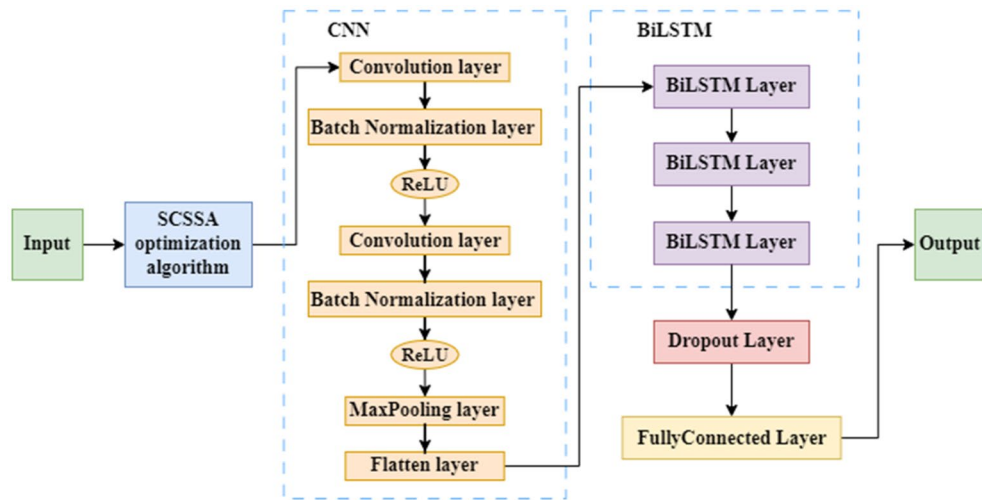 Input
SCSSA
optimization
algorithm
CNN
Convolution layer
Batch Normalization layer
ReLU
Convolution layer
Batch Normalization layer
ReLU
MaxPooling layer
Flatten layer
BiLSTM
BiLSTM Layer
BiLSTM Layer
BiLSTM Layer
Dropout Layer
FullyConnected Layer
Output